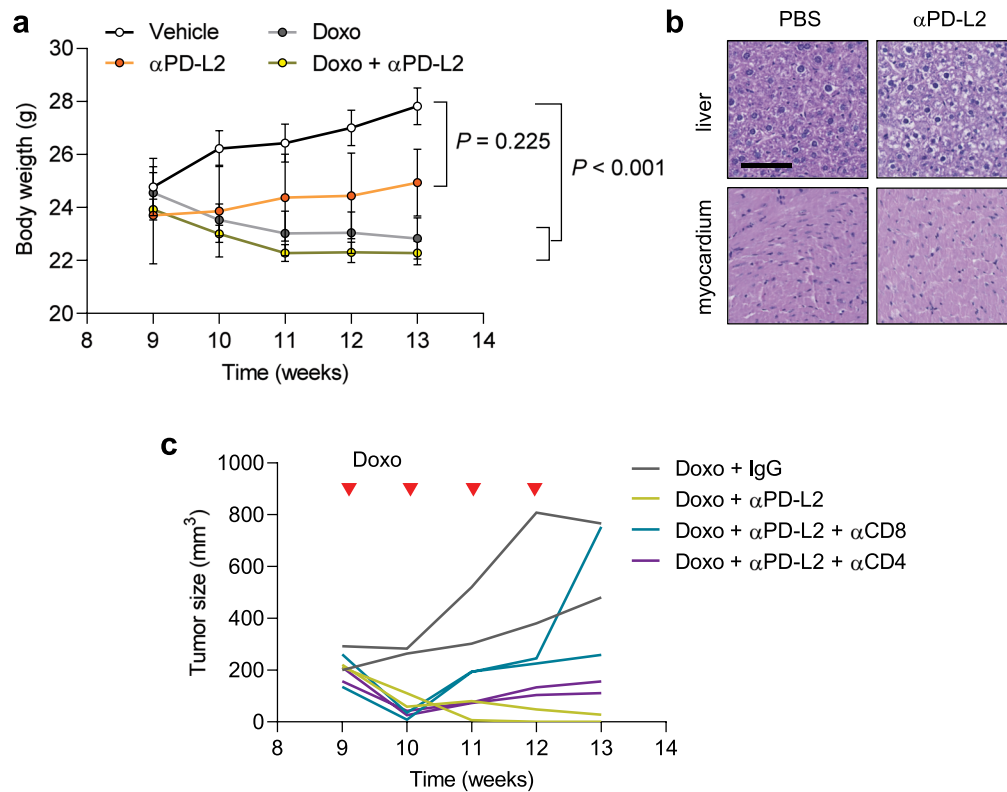 a
Vehicle
Doxo
αPD-L2
Doxo + αPD-L2
30
28
26
24
22
20
Body weigth (g)
P = 0.225
P < 0.001
8
9
10
11
12
13
14
Time (weeks)
b
PBS
αPD-L2
liver
myocardium
c
Doxo
1000
800
600
400
200
0
Tumor size (mm³)
8
9
10
11
12
13
14
Time (weeks)
Doxo + IgG
Doxo + αPD-L2
Doxo + αPD-L2 + αCD8
Doxo + αPD-L2 + αCD4